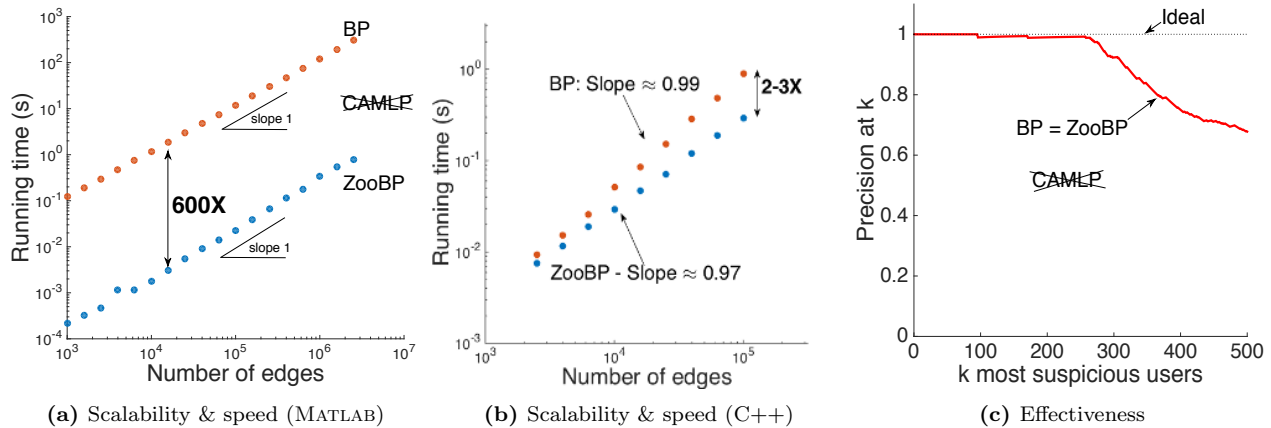 10^3
10^2
10^1
10^0
10^-1
10^-2
10^-3
10^-4
Running time (s)
BP
CAMLP
slope 1
600X
ZooBP
slope 1
10^3
10^4
10^5
10^6
10^7
Number of edges
(a) Scalability & speed (MATLAB)
10^0
10^-1
10^-2
10^-3
Running time (s)
BP: Slope ≈ 0.99
2-3X
ZooBP - Slope ≈ 0.97
10^3
10^4
10^5
Number of edges
(b) Scalability & speed (C++)
1
0.8
0.6
0.4
0.2
0
Precision at k
Ideal
BP = ZooBP
CAMLP
0
100
200
300
400
500
k most suspicious users
(c) Effectiveness